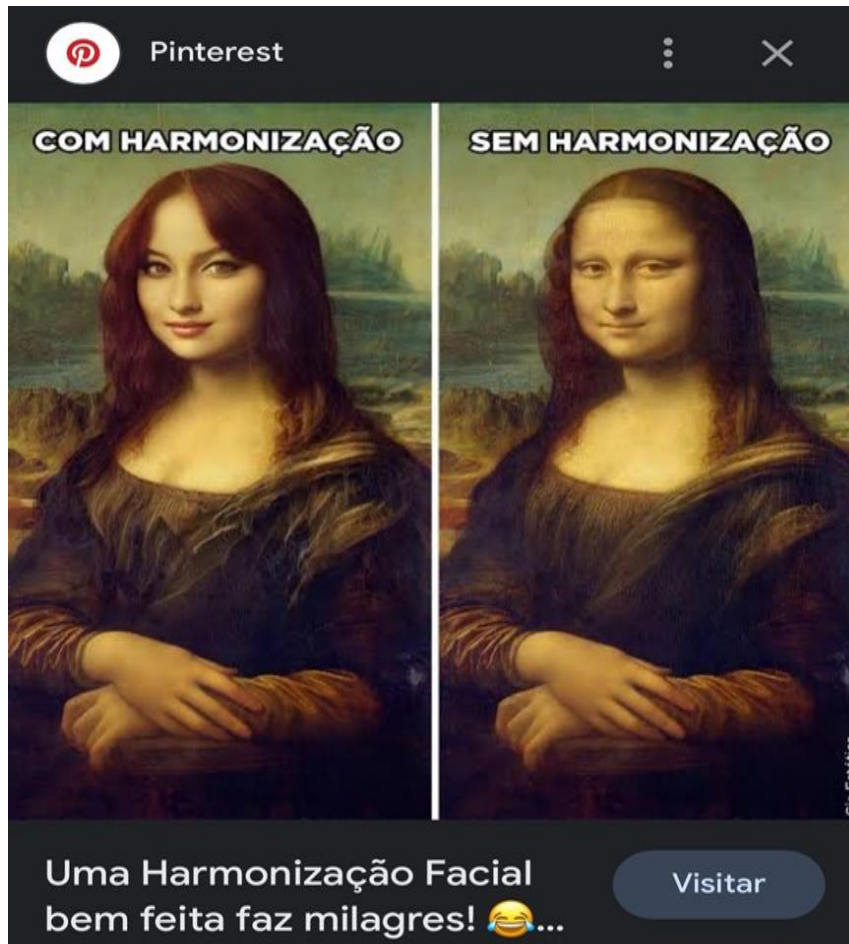 Pinterest
COM HARMONIZAÇÃO
SEM HARMONIZAÇÃO
Uma Harmonização Facial
bem feita faz milagres! 😂...
Visitar